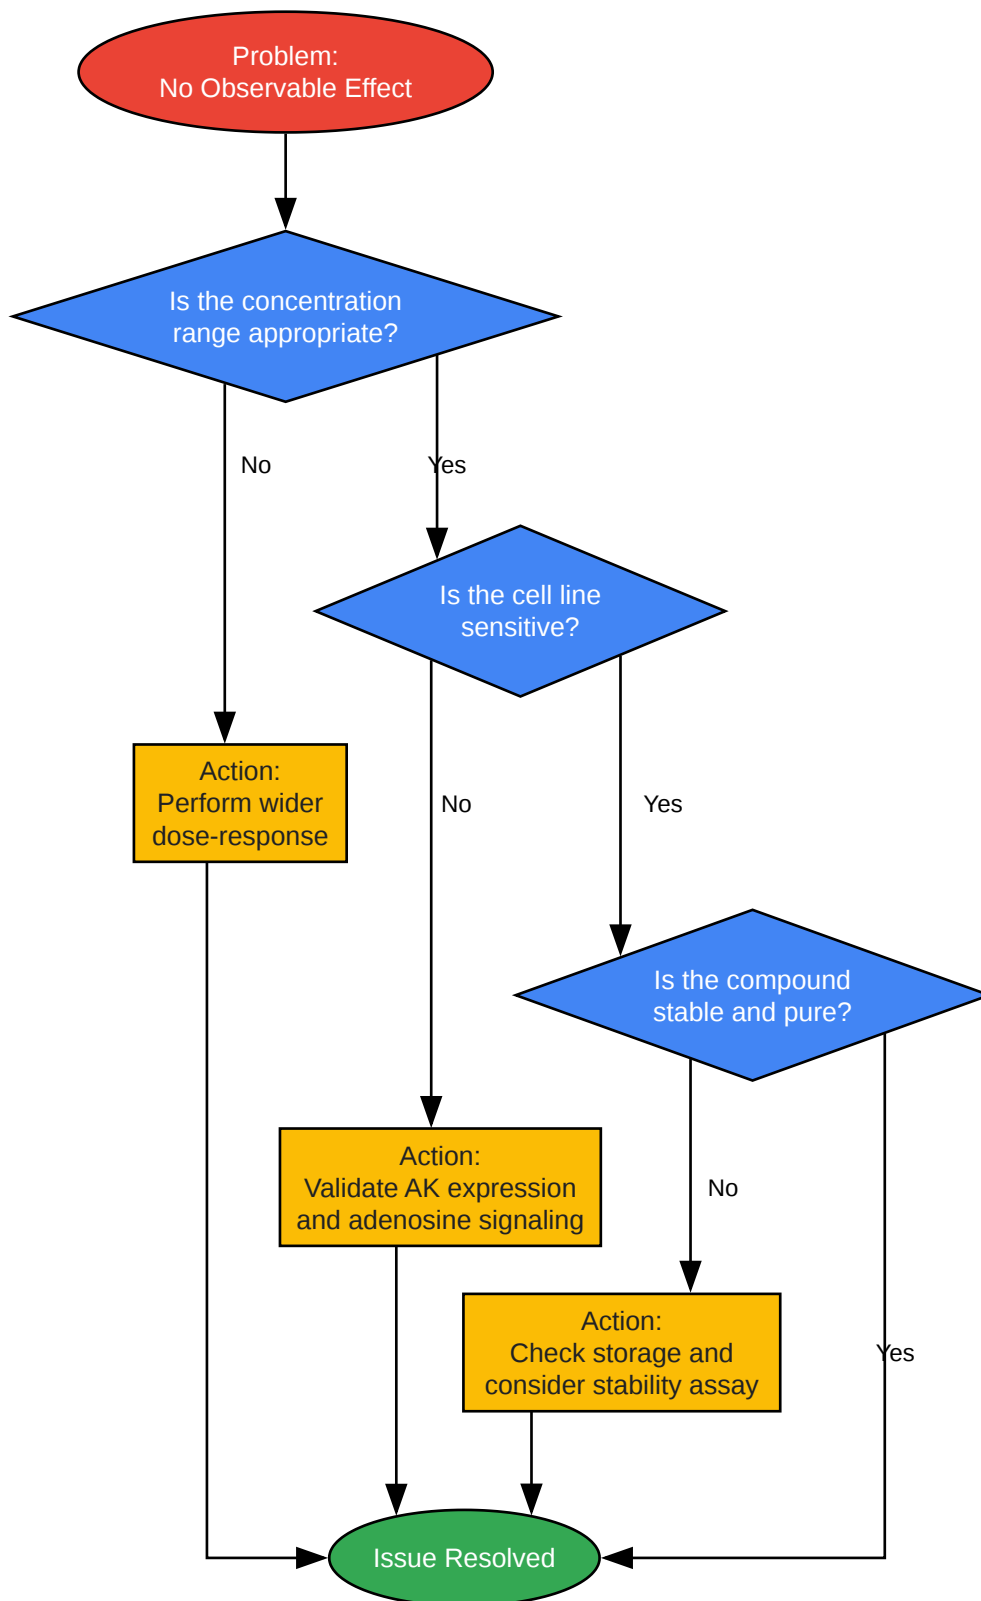 Problem:
No Observable Effect
Is the concentration
range appropriate?
No
Yes
Is the cell line
sensitive?
Action:
Perform wider
dose-response
No
Yes
Is the compound
stable and pure?
Action:
Validate AK expression
and adenosine signaling
No
Action:
Check storage and
consider stability assay
Yes
Issue Resolved